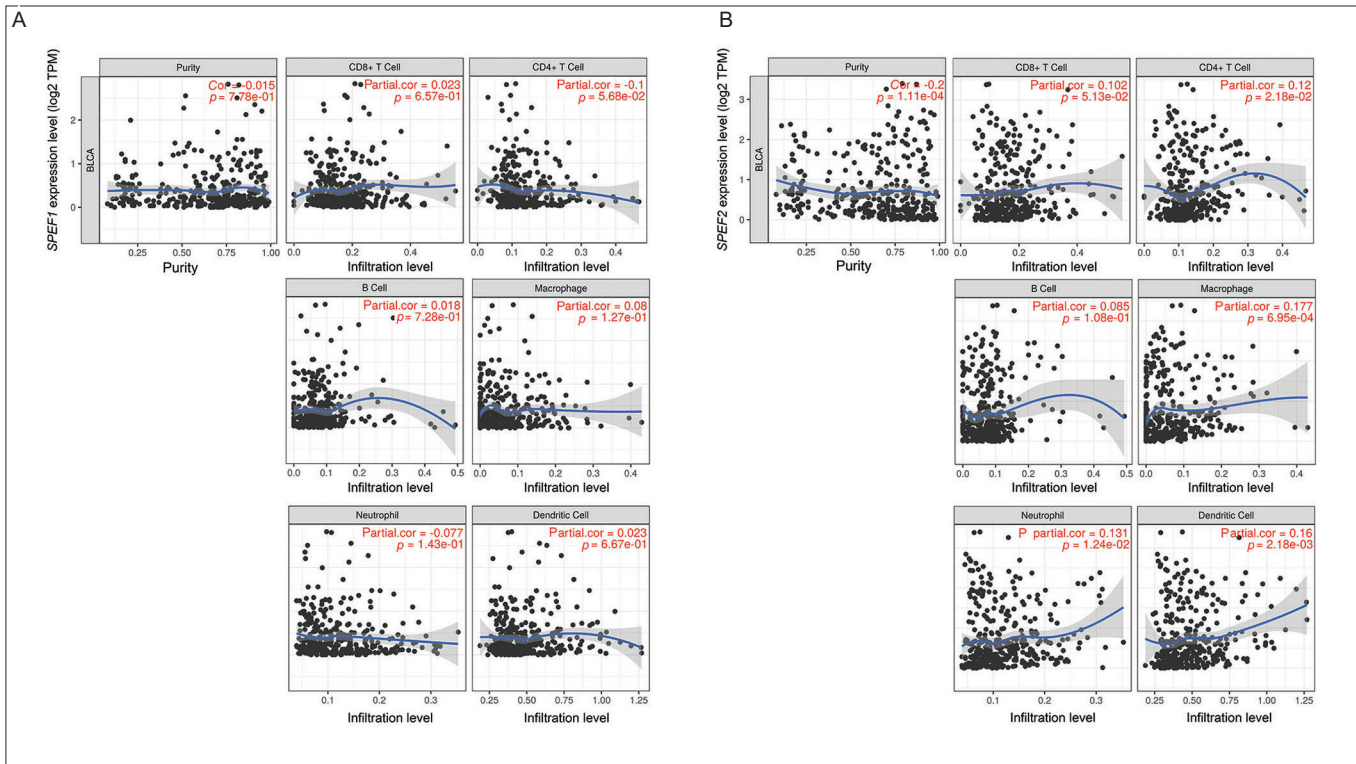 A
SPEF1 expression level (log2 TPM)
BLCA
Purity
Cor = -0.015
p = 7.78e-01
CD8+ T Cell
Partial.cor = 0.023
p = 6.57e-01
CD4+ T Cell
Partial.cor = -0.1
p = 5.68e-02
2
1
0
0.25 0.50 0.75 1.00
Purity
0.0 0.2 0.4
Infiltration level
0.0 0.1 0.2 0.3 0.4
Infiltration level
B Cell
Partial.cor = 0.018
p = 7.28e-01
Macrophage
Partial.cor = 0.08
p = 1.27e-01
0.0 0.1 0.2 0.3 0.4 0.5
Infiltration level
0.0 0.1 0.2 0.3 0.4
Infiltration level
Neutrophil
Partial.cor = -0.077
p = 1.43e-01
Dendritic Cell
Partial.cor = 0.023
p = 6.67e-01
0.1 0.2 0.3
Infiltration level
0.25 0.50 0.75 1.00 1.25
Infiltration level
B
SPEF2 expression level (log2 TPM)
BLCA
Purity
Cor = -0.2
p = 1.11e-04
CD8+ T Cell
Partial.cor = 0.102
p = 5.13e-02
CD4+ T Cell
Partial.cor = 0.12
p = 2.18e-02
3
2
1
0
0.25 0.50 0.75 1.00
Purity
0.0 0.2 0.4
Infiltration level
0.0 0.1 0.2 0.3 0.4
Infiltration level
B Cell
Partial.cor = 0.085
p = 1.08e-01
Macrophage
Partial.cor = 0.177
p = 6.95e-04
0.0 0.1 0.2 0.3 0.4 0.5
Infiltration level
0.0 0.1 0.2 0.3 0.4
Infiltration level
Neutrophil
P partial.cor = 0.131
p = 1.24e-02
Dendritic Cell
Partial.cor = 0.16
p = 2.18e-03
0.1 0.2 0.3
Infiltration level
0.25 0.50 0.75 1.00 1.25
Infiltration level